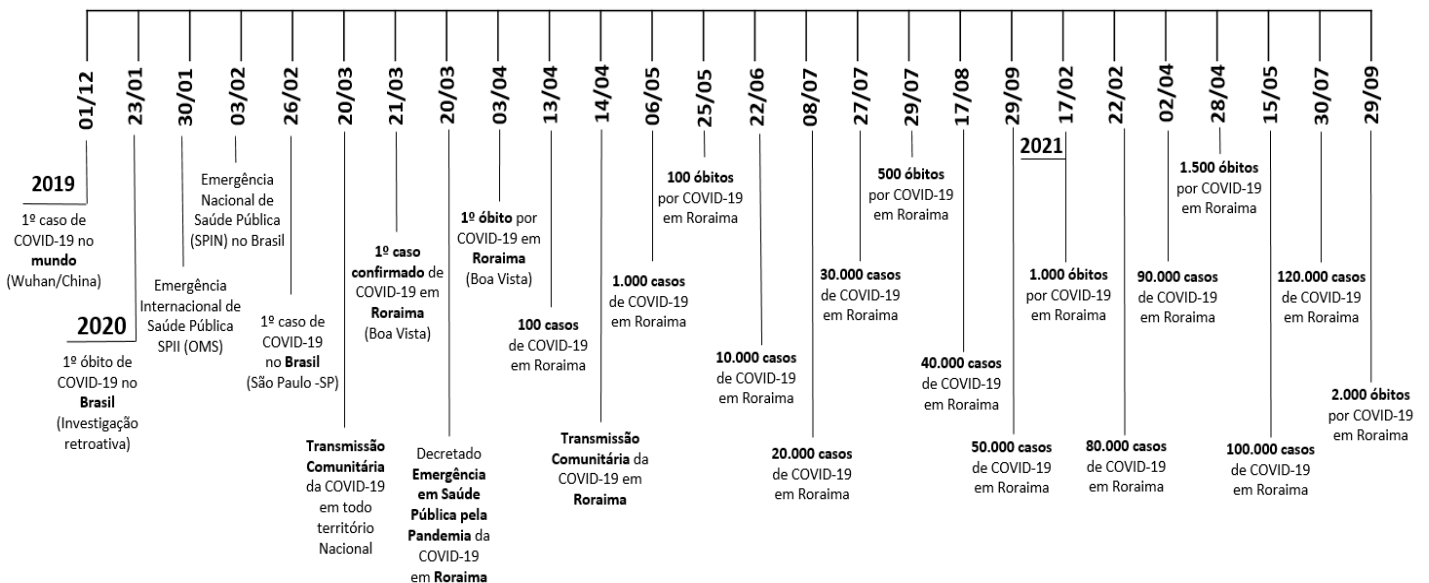 01/12
23/01
30/01
03/02
26/02
20/03
21/03
20/03
03/04
13/04
14/04
06/05
25/05
22/06
08/07
27/07
29/07
17/08
29/09
17/02
22/02
02/04
28/04
15/05
30/07
29/09
2019
1º caso de
COVID-19 no
mundo
(Wuhan/China)
2020
1º óbito de
COVID-19 no
Brasil
(Investigação
retroativa)
Emergência
Internacional de
Saúde Pública
SPII (OMS)
Emergência
Nacional de
Saúde Pública
(SPIN) no Brasil
1º caso de
COVID-19
no Brasil
(São Paulo -SP)
Transmissão
Comunitária
da COVID-19
em todo
território
Nacional
1º caso
confirmado de
COVID-19 em
Roraima
(Boa Vista)
Decretado
Emergência
em Saúde
Pública pela
Pandemia da
COVID-19
em Roraima
1º óbito por
COVID-19 em
Roraima
(Boa Vista)
100 casos
de COVID-19
em Roraima
Transmissão
Comunitária da
COVID-19 em
Roraima
1.000 casos
de COVID-19
em Roraima
100 óbitos
por COVID-19
em Roraima
10.000 casos
de COVID-19
em Roraima
20.000 casos
de COVID-19
em Roraima
30.000 casos
de COVID-19
em Roraima
500 óbitos
por COVID-19
em Roraima
40.000 casos
de COVID-19
em Roraima
50.000 casos
de COVID-19
em Roraima
2021
1.000 óbitos
por COVID-19
em Roraima
80.000 casos
de COVID-19
em Roraima
90.000 casos
de COVID-19
em Roraima
1.500 óbitos
por COVID-19
em Roraima
100.000 casos
de COVID-19
em Roraima
120.000 casos
de COVID-19
em Roraima
2.000 óbitos
por COVID-19
em Roraima